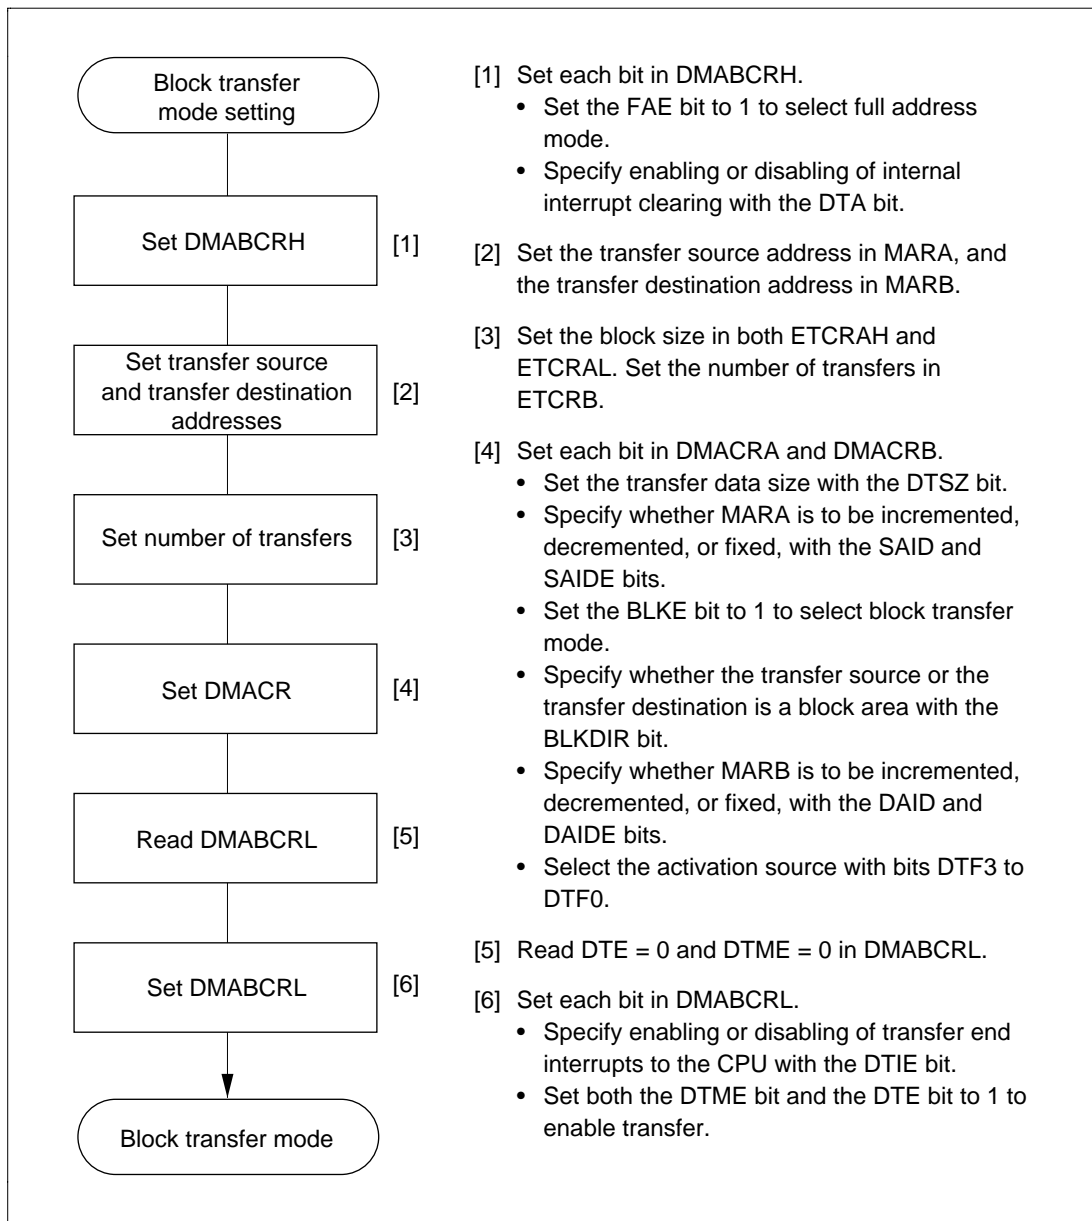 Block transfer
mode setting
Set DMABCRH
[1]
Set transfer source
and transfer destination
addresses
[2]
Set number of transfers
[3]
Set DMACR
[4]
Read DMABCRL
[5]
Set DMABCRL
[6]
Block transfer mode
[1] Set each bit in DMABCRH.
• Set the FAE bit to 1 to select full address
mode.
• Specify enabling or disabling of internal
interrupt clearing with the DTA bit.
[2] Set the transfer source address in MARA, and
the transfer destination address in MARB.
[3] Set the block size in both ETCRAH and
ETCRAL. Set the number of transfers in
ETCRB.
[4] Set each bit in DMACRA and DMACRB.
• Set the transfer data size with the DTSZ bit.
• Specify whether MARA is to be incremented,
decremented, or fixed, with the SAID and
SAIDE bits.
• Set the BLKE bit to 1 to select block transfer
mode.
• Specify whether the transfer source or the
transfer destination is a block area with the
BLKDIR bit.
• Specify whether MARB is to be incremented,
decremented, or fixed, with the DAID and
DAIDE bits.
• Select the activation source with bits DTF3 to
DTF0.
[5] Read DTE = 0 and DTME = 0 in DMABCRL.
[6] Set each bit in DMABCRL.
• Specify enabling or disabling of transfer end
interrupts to the CPU with the DTIE bit.
• Set both the DTME bit and the DTE bit to 1 to
enable transfer.